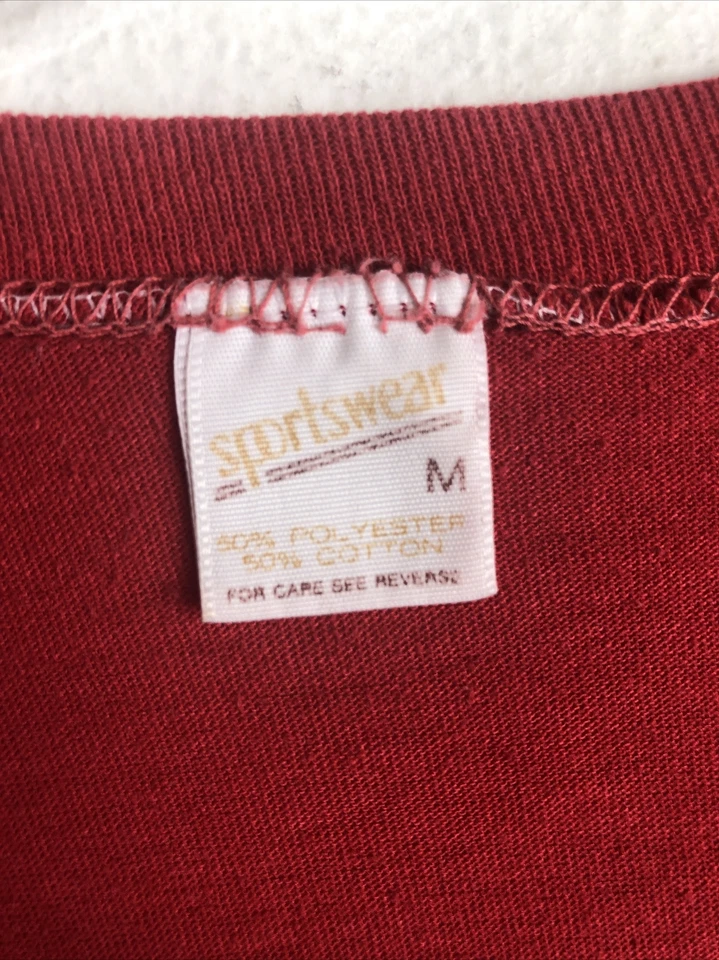 sportswear
M
50% POLYESTER
50% COTTON
FOR CARE SEE REVERSE